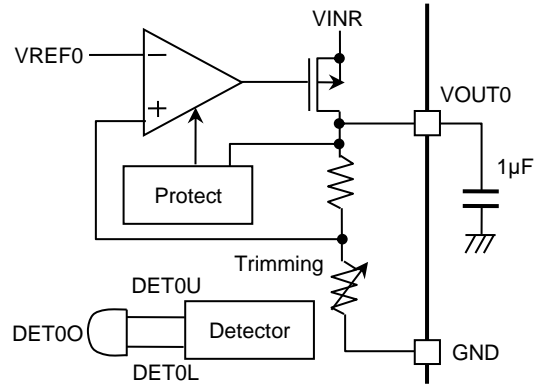 VINR
VREF0
VOUT0
1µF
Protect
Trimming
DET0U
DET0O
Detector
DET0L
GND